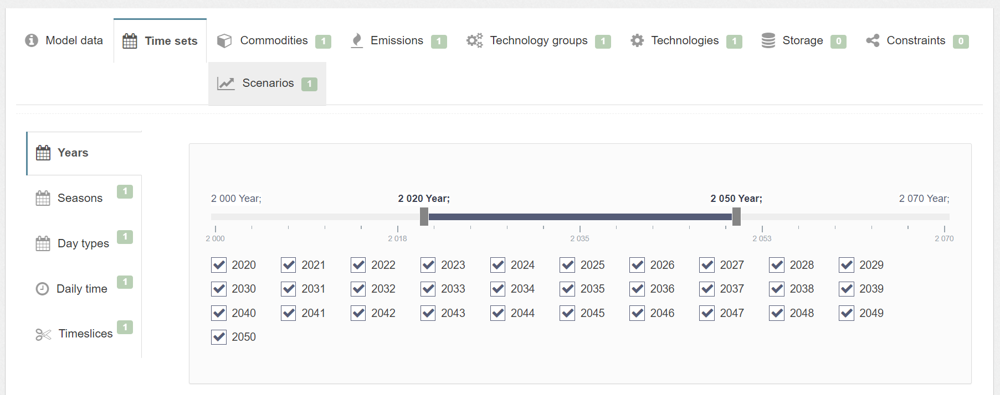 Model data Time sets Commodities 1 Emissions 1 Technology groups 1 Technologies 1 Storage 0 Constraints 0
Scenarios 1
Years
Seasons 1
Day types 1
Daily time 1
Timeslices 1
2 000 Year; 2 020 Year; 2 050 Year; 2 070 Year;
2 000 2 018 2 035 2 053 2 070
2020 2021 2022 2023 2024 2025 2026 2027 2028 2029
2030 2031 2032 2033 2034 2035 2036 2037 2038 2039
2040 2041 2042 2043 2044 2045 2046 2047 2048 2049
2050